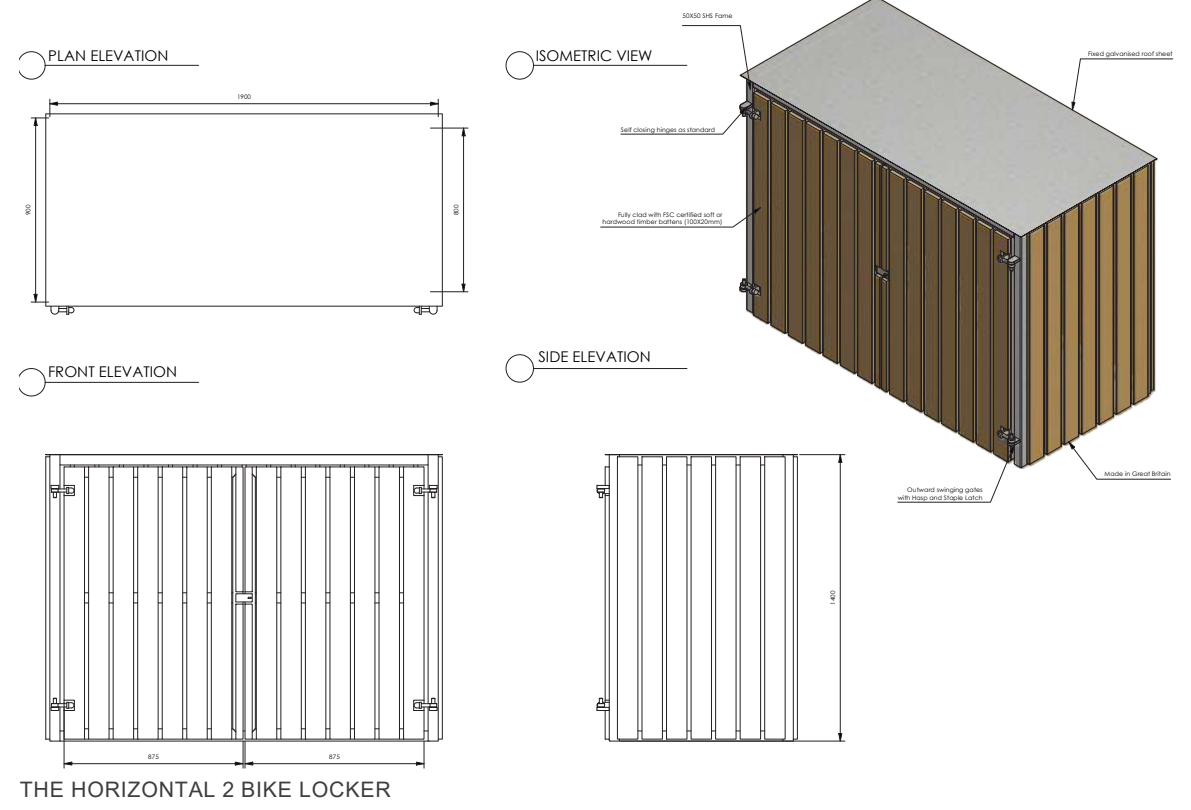 PLAN ELEVATION
1900
900
800
ISOMETRIC VIEW
50X50 SHS Fame
Fixed galvanised roof sheet
Self closing hinges as standard
Fully clad with FSC certified soft or
hardwood timber battens (100X20mm)
Made in Great Britain
Outward swinging gates
with Hasp and Staple Latch
FRONT ELEVATION
875
875
SIDE ELEVATION
1400
THE HORIZONTAL 2 BIKE LOCKER